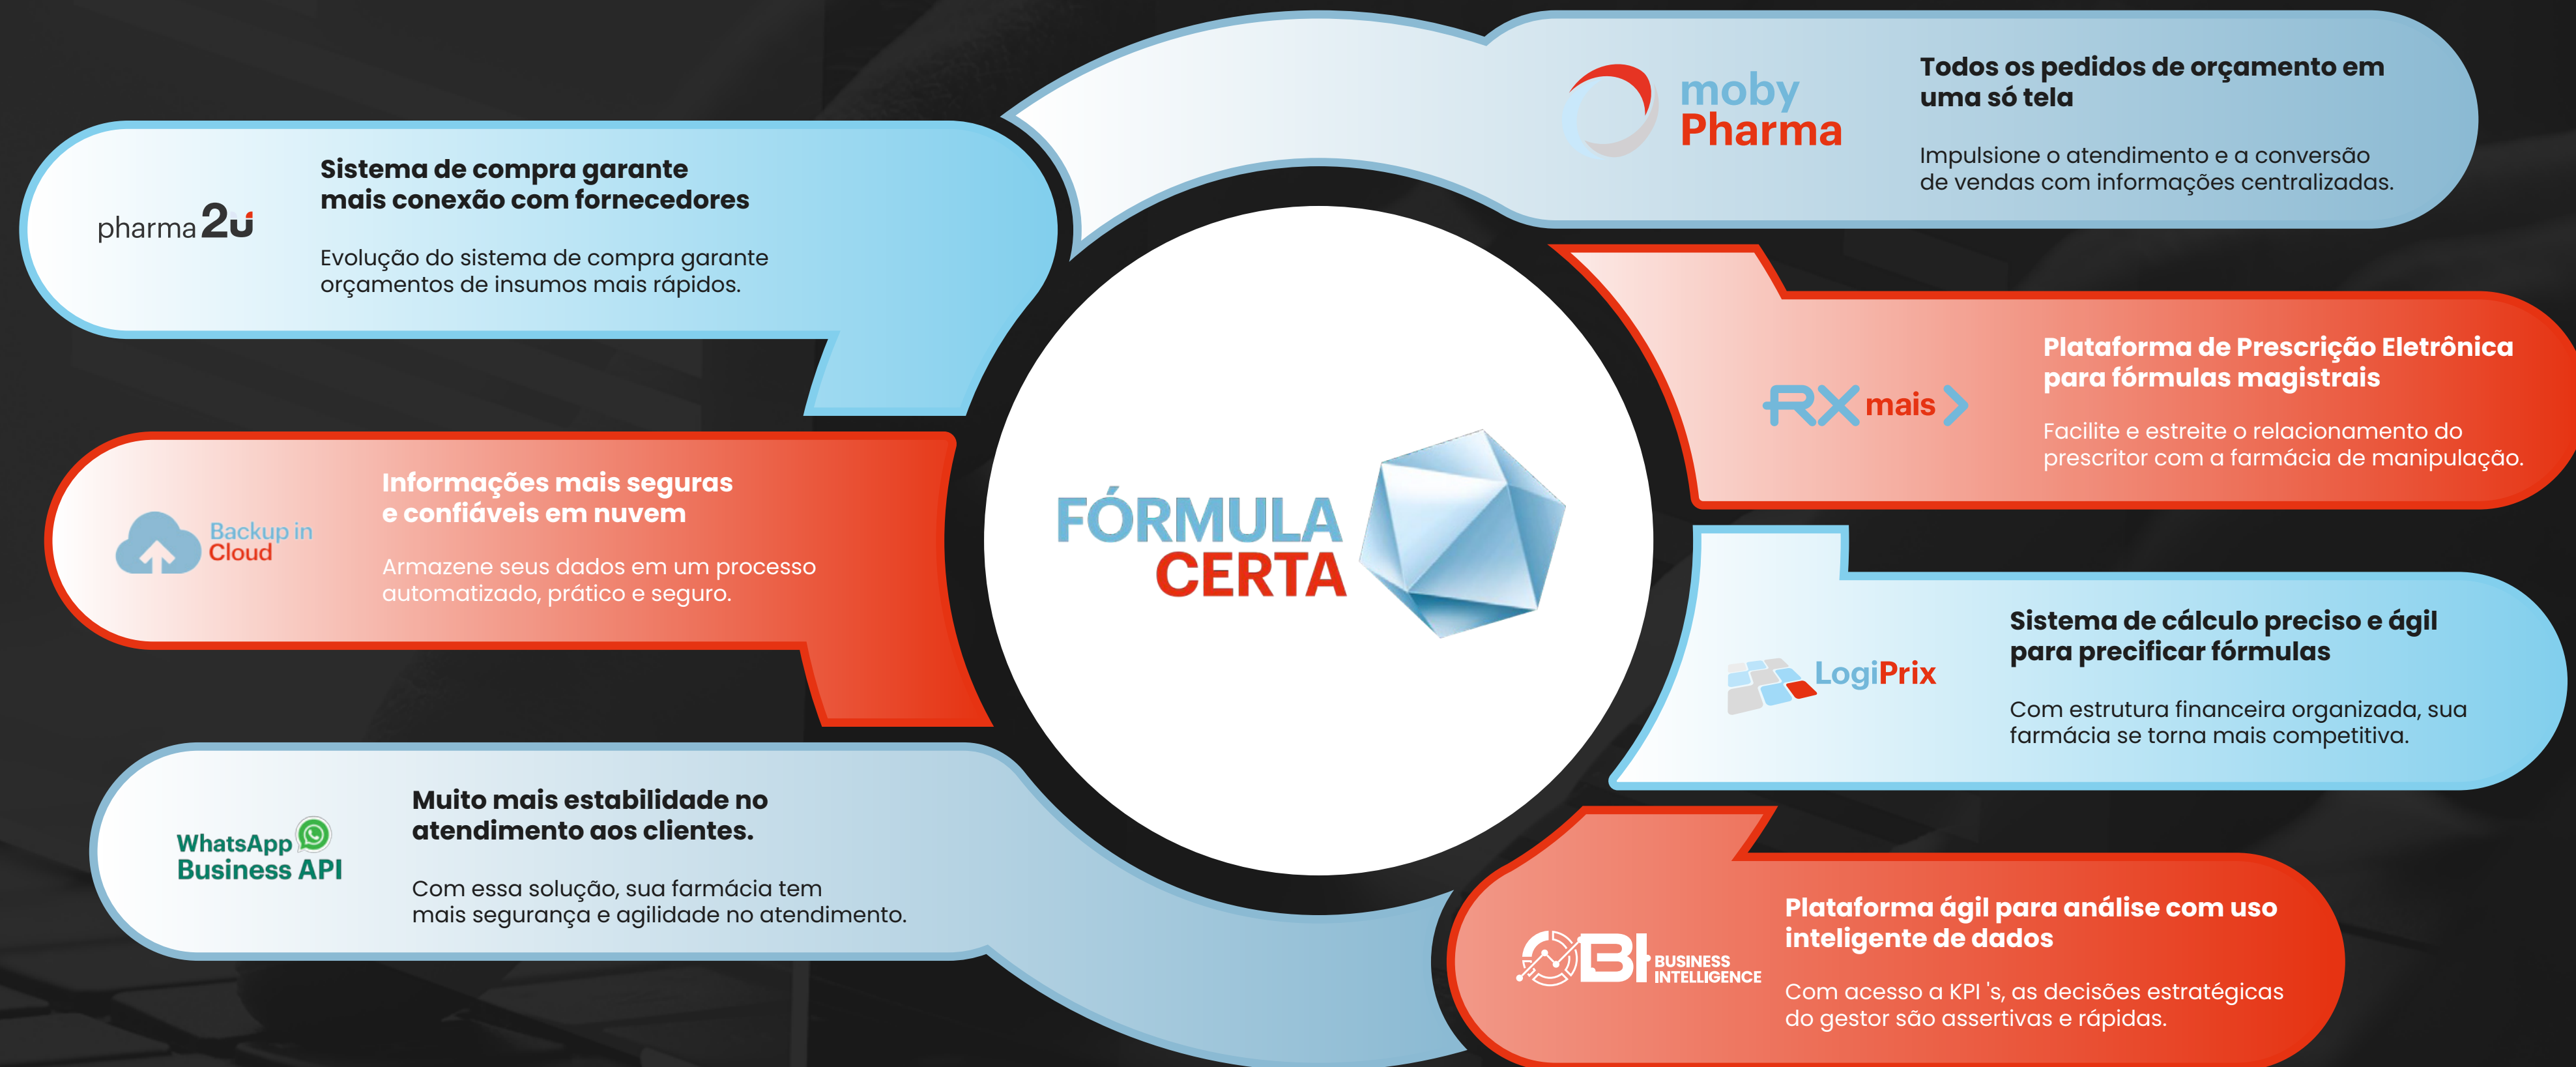 pharma 2u
Sistema de compra garante
mais conexão com fornecedores
Evolução do sistema de compra garante
orçamentos de insumos mais rápidos.
Backup in
Cloud
Informações mais seguras
e confiáveis em nuvem
Armazene seus dados em um processo
automatizado, prático e seguro.
WhatsApp
Business API
Muito mais estabilidade no
atendimento aos clientes.
Com essa solução, sua farmácia tem
mais segurança e agilidade no atendimento.
FÓRMULA
CERTA
moby
Pharma
Todos os pedidos de orçamento em
uma só tela
Impulsione o atendimento e a conversão
de vendas com informações centralizadas.
RX mais
Plataforma de Prescrição Eletrônica
para fórmulas magistrais
Facilite e estreite o relacionamento do
prescritor com a farmácia de manipulação.
LogiPrix
Sistema de cálculo preciso e ágil
para precificar fórmulas
Com estrutura financeira organizada, sua
farmácia se torna mais competitiva.
BI BUSINESS
INTELLIGENCE
Plataforma ágil para análise com uso
inteligente de dados
Com acesso a KPI 's, as decisões estratégicas
do gestor são assertivas e rápidas.